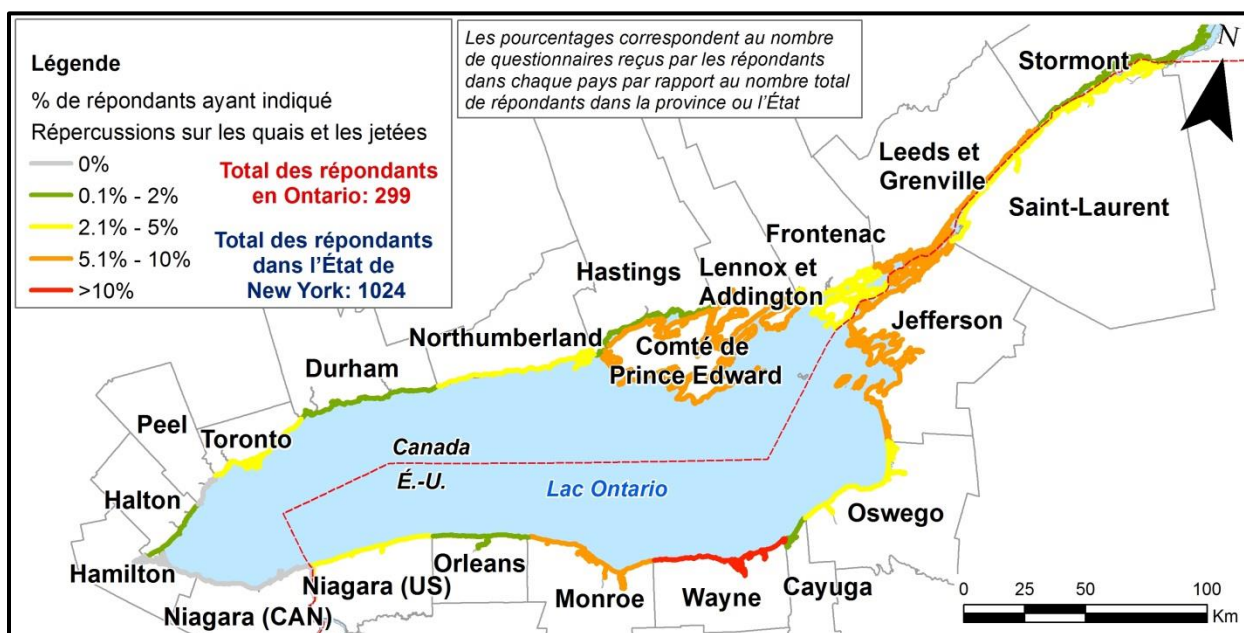 Légende
% de répondants ayant indiqué
Répercussions sur les quais et les jetées
0%
0.1% - 2%
2.1% - 5%
5.1% - 10%
>10%
Total des répondants
en Ontario: 299
Total des répondants
dans l’État de
New York: 1024
Les pourcentages correspondent au nombre
de questionnaires reçus par les répondants
dans chaque pays par rapport au nombre total
de répondants dans la province ou l’État
N
Stormont
Leeds et
Grenville
Saint-Laurent
Frontenac
Lennox et
Addington
Hastings
Jefferson
Northumberland
Comté de
Prince Edward
Durham
Peel
Toronto
Canada
É.-U.
Lac Ontario
Halton
Oswego
Hamilton
Niagara (US)
Orleans
Monroe
Wayne
Cayuga
Niagara (CAN)
0 25 50 100
Km